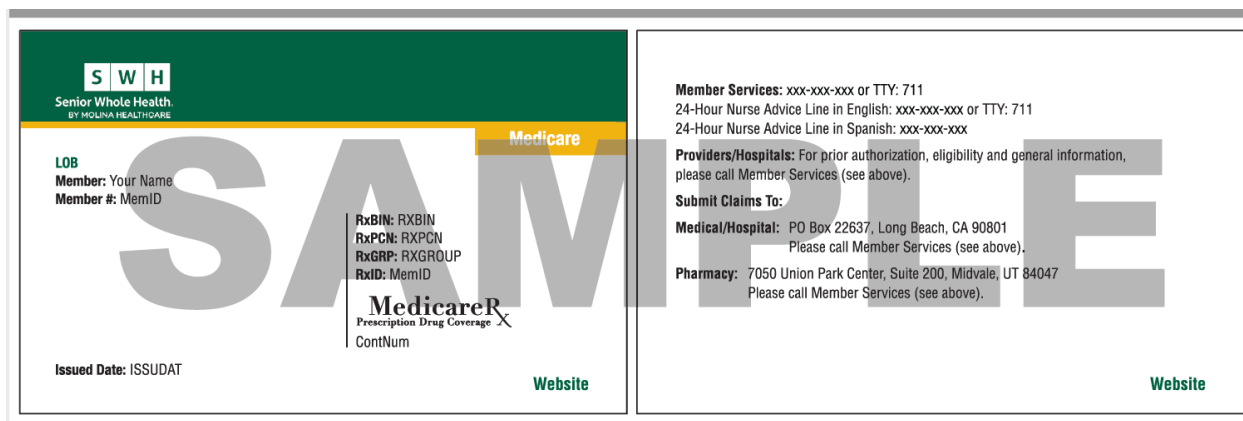 SWH
Senior Whole Health.
BY MOLINA HEALTHCARE
Medicare
LOB
Member: Your Name
Member #: MemID
RxBIN: RXBIN
RxPCN: RXPCN
RxGRP: RXGROUP
RxID: MemID
MedicareRx
Prescription Drug Coverage
ContNum
Issued Date: ISSUDAT
Website
Member Services: xxx-xxx-xxx or TTY: 711
24-Hour Nurse Advice Line in English: xxx-xxx-xxx or TTY: 711
24-Hour Nurse Advice Line in Spanish: xxx-xxx-xxx
Providers/Hospitals: For prior authorization, eligibility and general information,
please call Member Services (see above).
Submit Claims To:
Medical/Hospital: PO Box 22637, Long Beach, CA 90801
Please call Member Services (see above).
Pharmacy: 7050 Union Park Center, Suite 200, Midvale, UT 84047
Please call Member Services (see above).
Website
SAMPLE